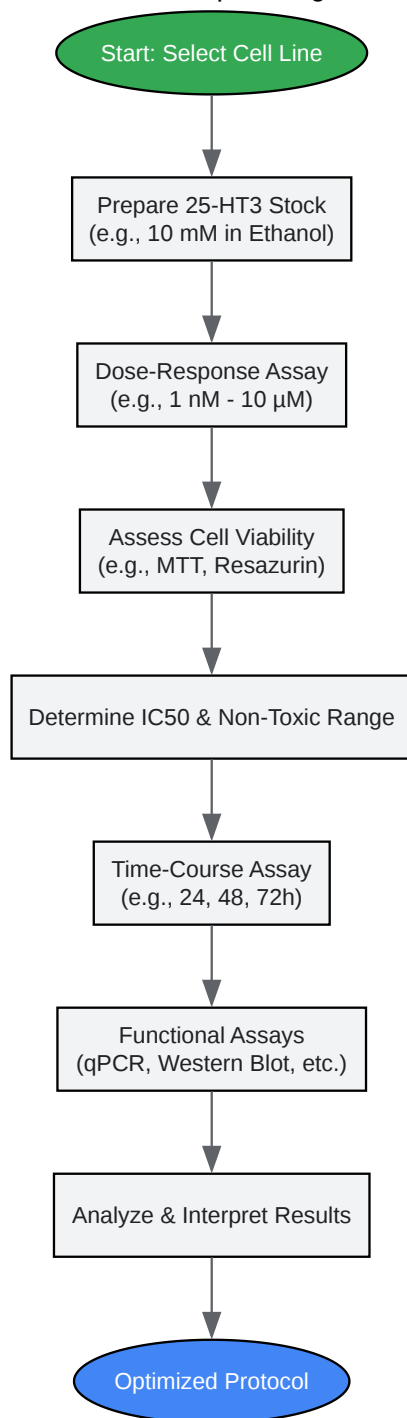 Start: Select Cell Line
Prepare 25-HT3 Stock
(e.g., 10 mM in Ethanol)
Dose-Response Assay
(e.g., 1 nM - 10 µM)
Assess Cell Viability
(e.g., MTT, Resazurin)
Determine IC50 & Non-Toxic Range
Time-Course Assay
(e.g., 24, 48, 72h)
Functional Assays
(qPCR, Western Blot, etc.)
Analyze & Interpret Results
Optimized Protocol